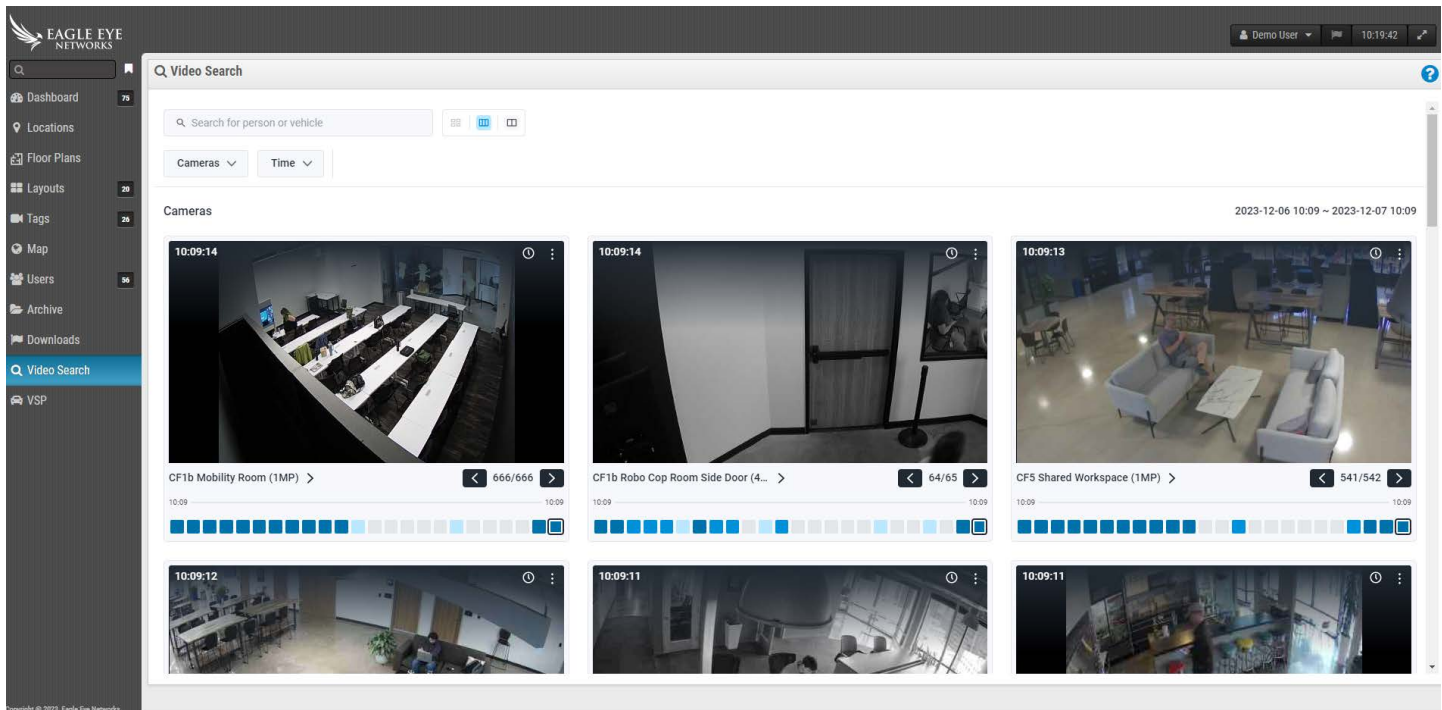 EAGLE EYE
NETWORKS
Demo User
10:19:42
Video Search
?
Dashboard 75
Locations
Floor Plans
Layouts 20
Tags 26
Map
Users 56
Archive
Downloads
Video Search
VSP
Search for person or vehicle
Cameras
Time
Cameras
2023-12-06 10:09 ~ 2023-12-07 10:09
10:09:14
10:09:14
10:09:13
CF1b Mobility Room (1MP) >
< 666/666 >
CF1b Robo Cop Room Side Door (4... >
< 64/65 >
CF5 Shared Workspace (1MP) >
< 541/542 >
10:09 10:09
10:09 10:09
10:09 10:09
10:09:12
10:09:11
10:09:11
Copyright © 2023 Eagle Eye Networks